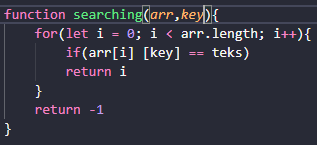 function searching(arr,key){
for(let i = 0; i < arr.length; i++){
if(arr[i] [key] == teks)
return i
}
return -1
}